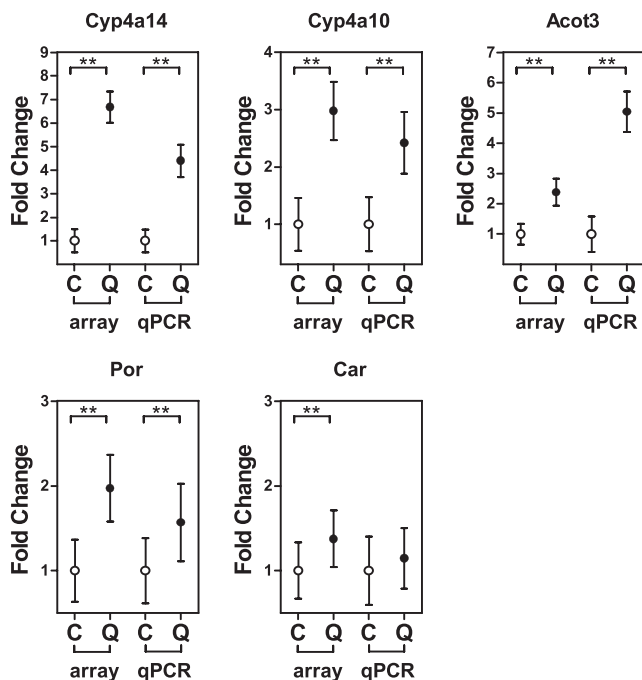 Cyp4a14 Cyp4a10 Acot3
Fold Change
9
8
7
6
5
4
3
2
1
** **
C Q C Q
array qPCR
Fold Change
4
3
2
1
** **
C Q C Q
array qPCR
Fold Change
7
6
5
4
3
2
1
** **
C Q C Q
array qPCR
Por Car
Fold Change
3
2
1
** **
C Q C Q
array qPCR
Fold Change
3
2
1
**
C Q C Q
array qPCR